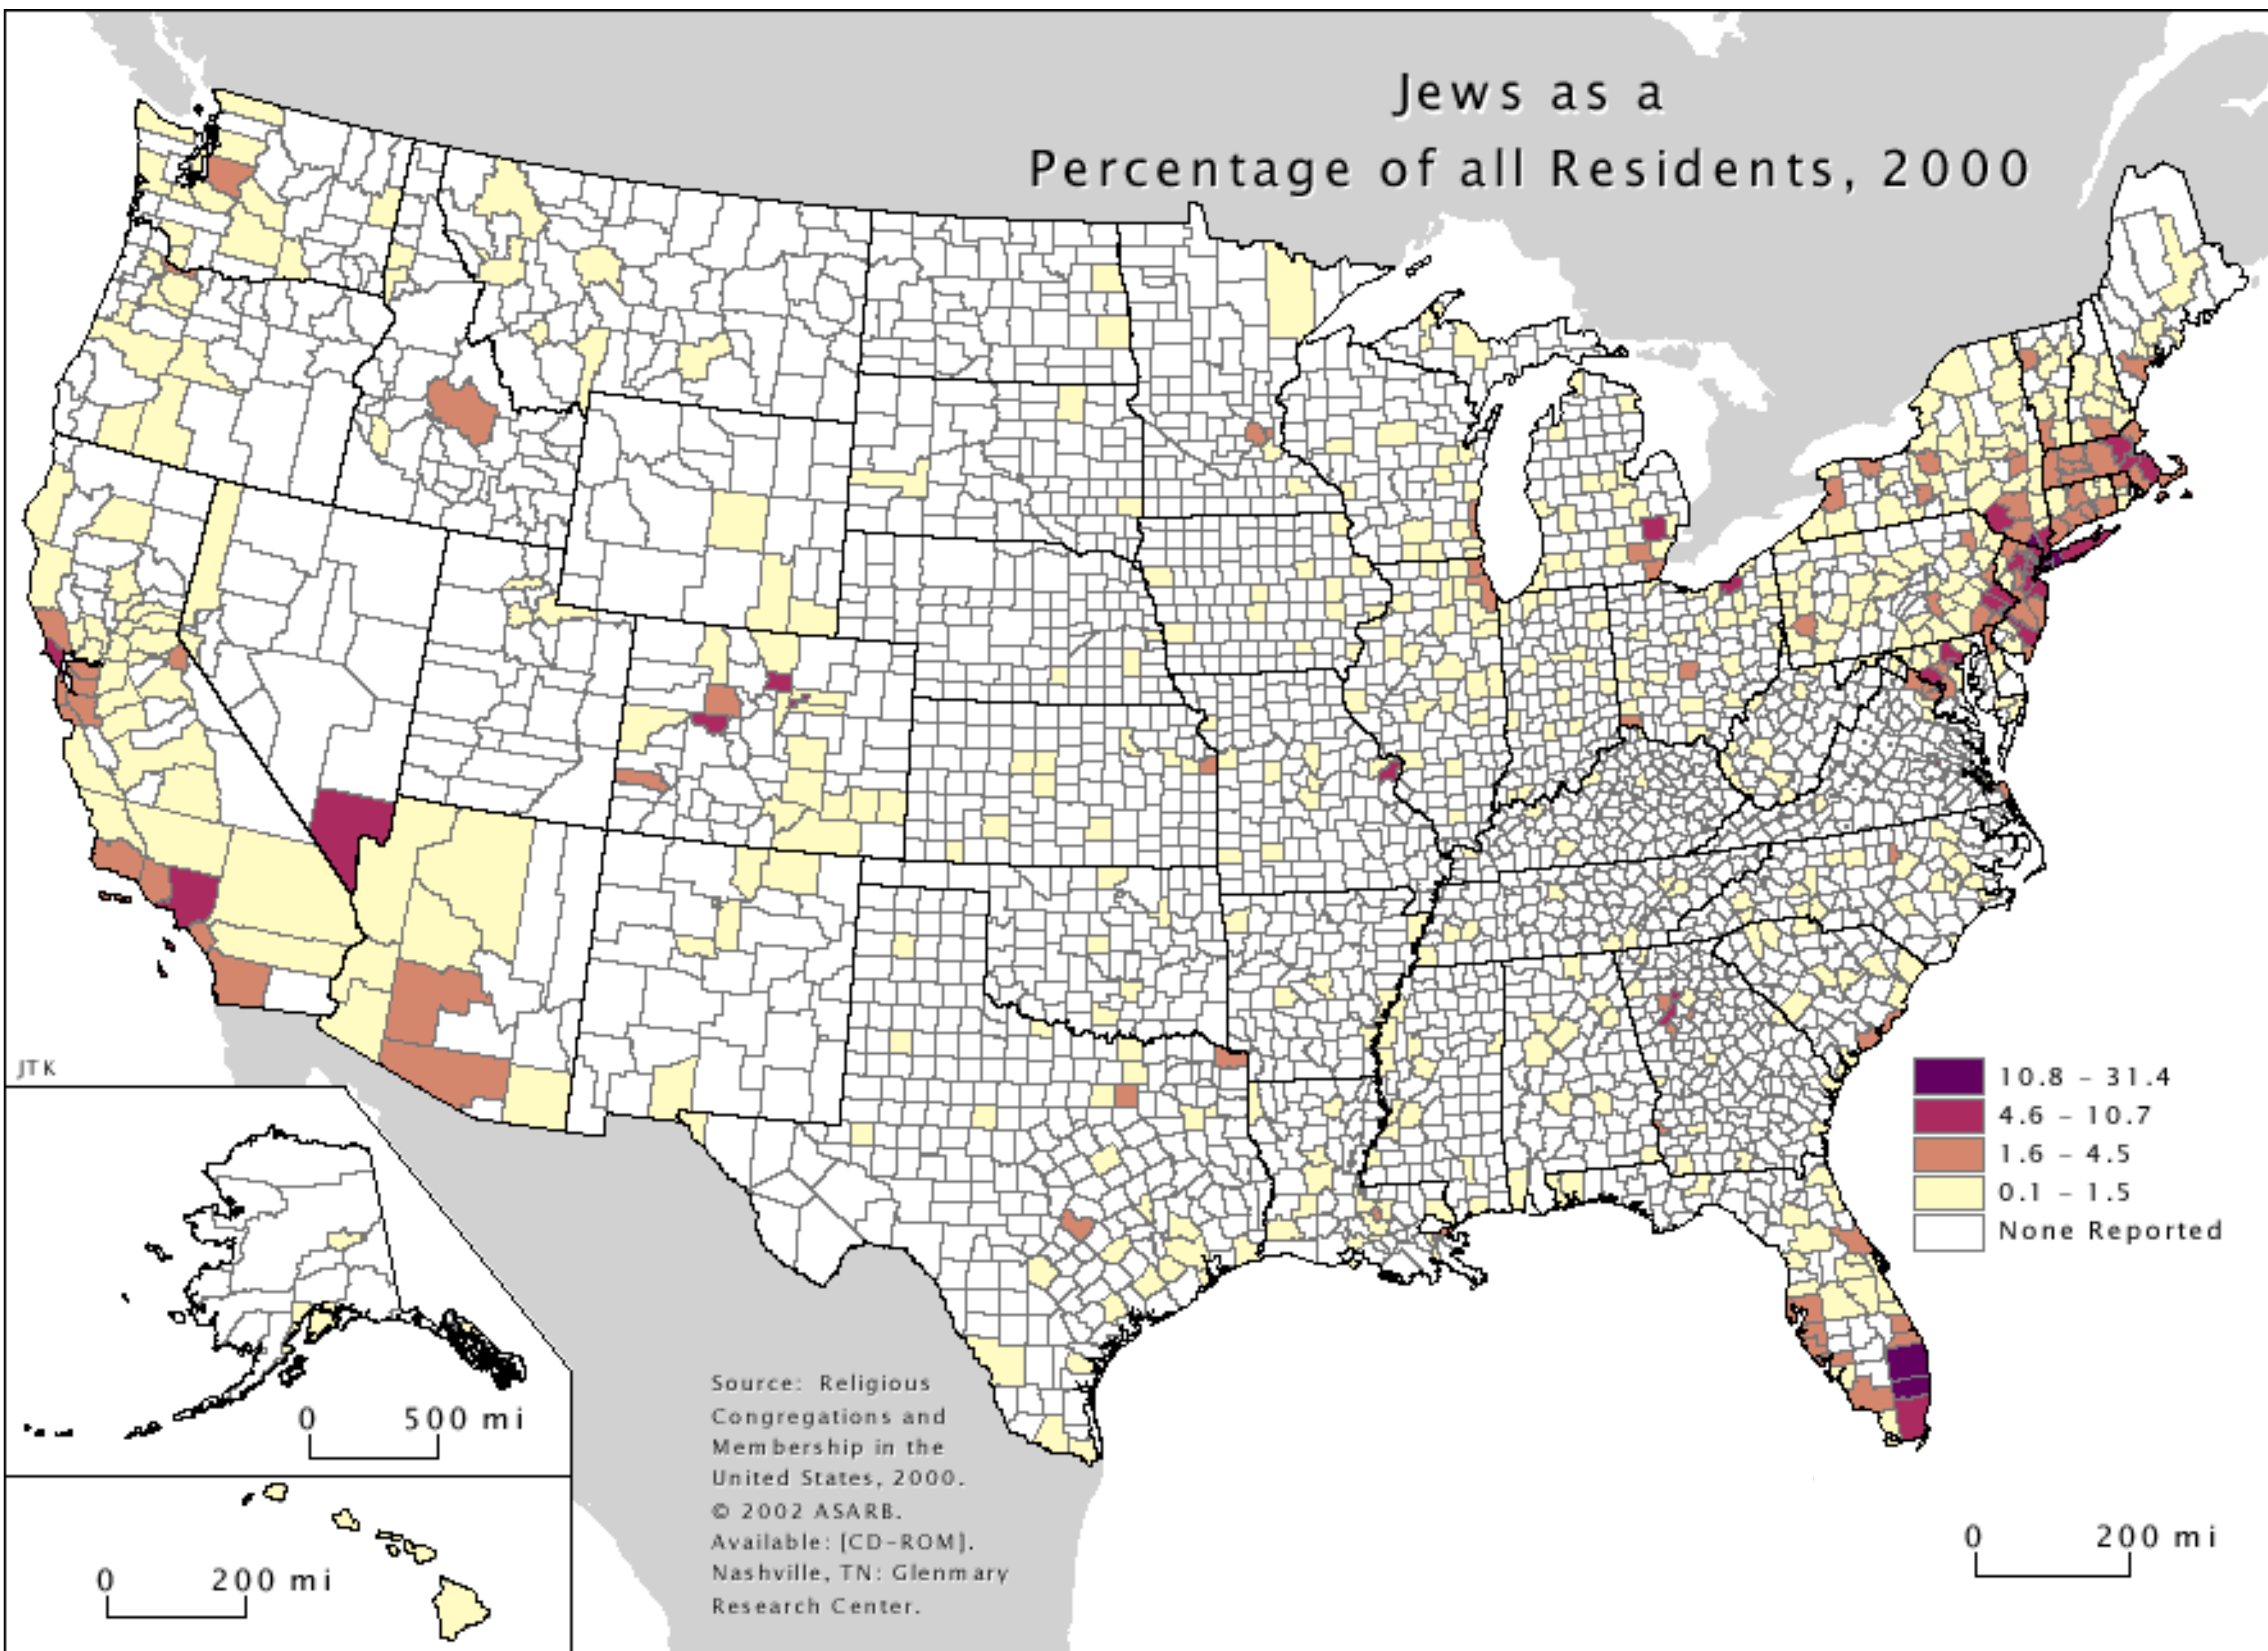 Jews as a
Percentage of all Residents, 2000
JTK
10.8 - 31.4
4.6 - 10.7
1.6 - 4.5
0.1 - 1.5
None Reported
0 500 mi
0 200 mi
Source: Religious
Congregations and
Membership in the
United States, 2000.
© 2002 ASARB.
Available: [CD-ROM].
Nashville, TN: Glenmary
Research Center.
0 200 mi